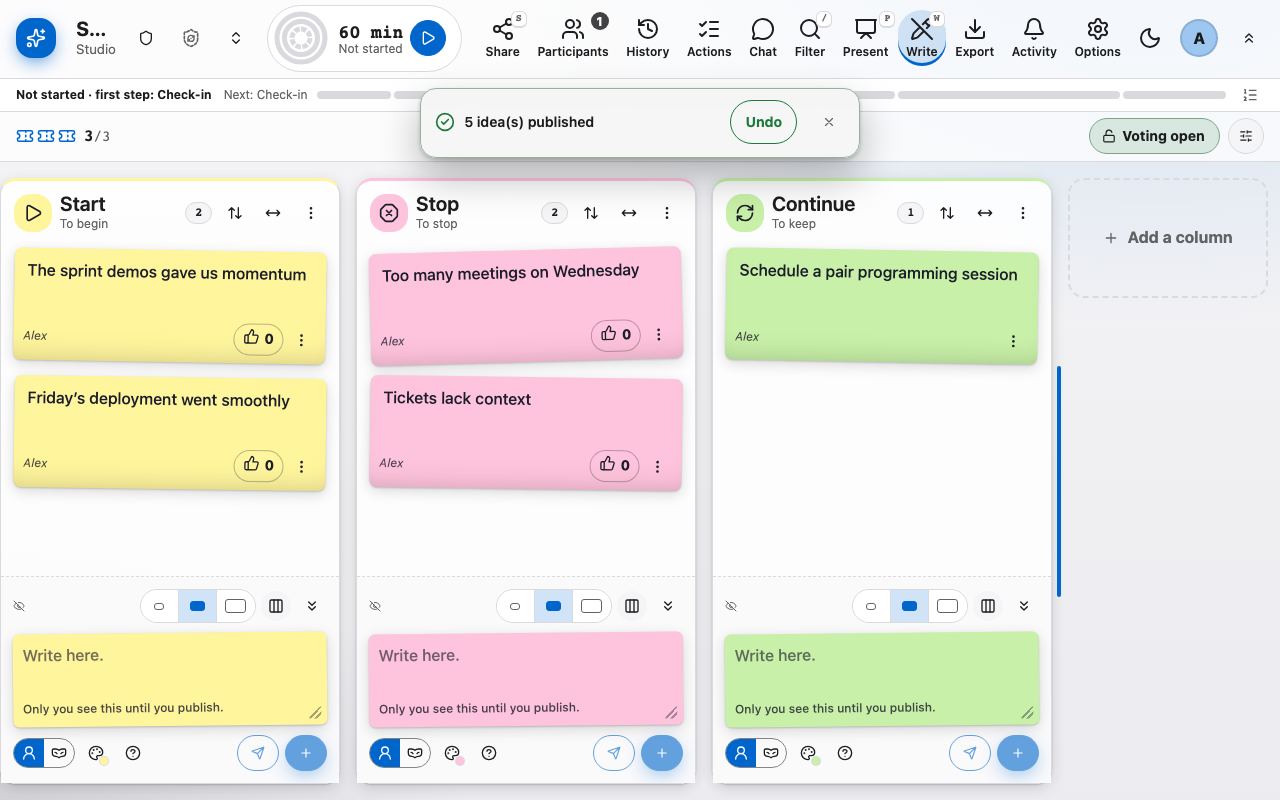 S...
Studio
60 min
Not started
S
Share
1
Participants
History
Actions
Chat
/
Filter
P
Present
W
Write
Export
Activity
Options
A
Not started · first step: Check-in
Next: Check-in
5 idea(s) published
Undo
3/3
Voting open
Start
To begin
2
The sprint demos gave us momentum
Alex
0
Friday’s deployment went smoothly
Alex
0
Write here.
Only you see this until you publish.
Stop
To stop
2
Too many meetings on Wednesday
Alex
0
Tickets lack context
Alex
0
Write here.
Only you see this until you publish.
Continue
To keep
1
Schedule a pair programming session
Alex
Write here.
Only you see this until you publish.
Add a column